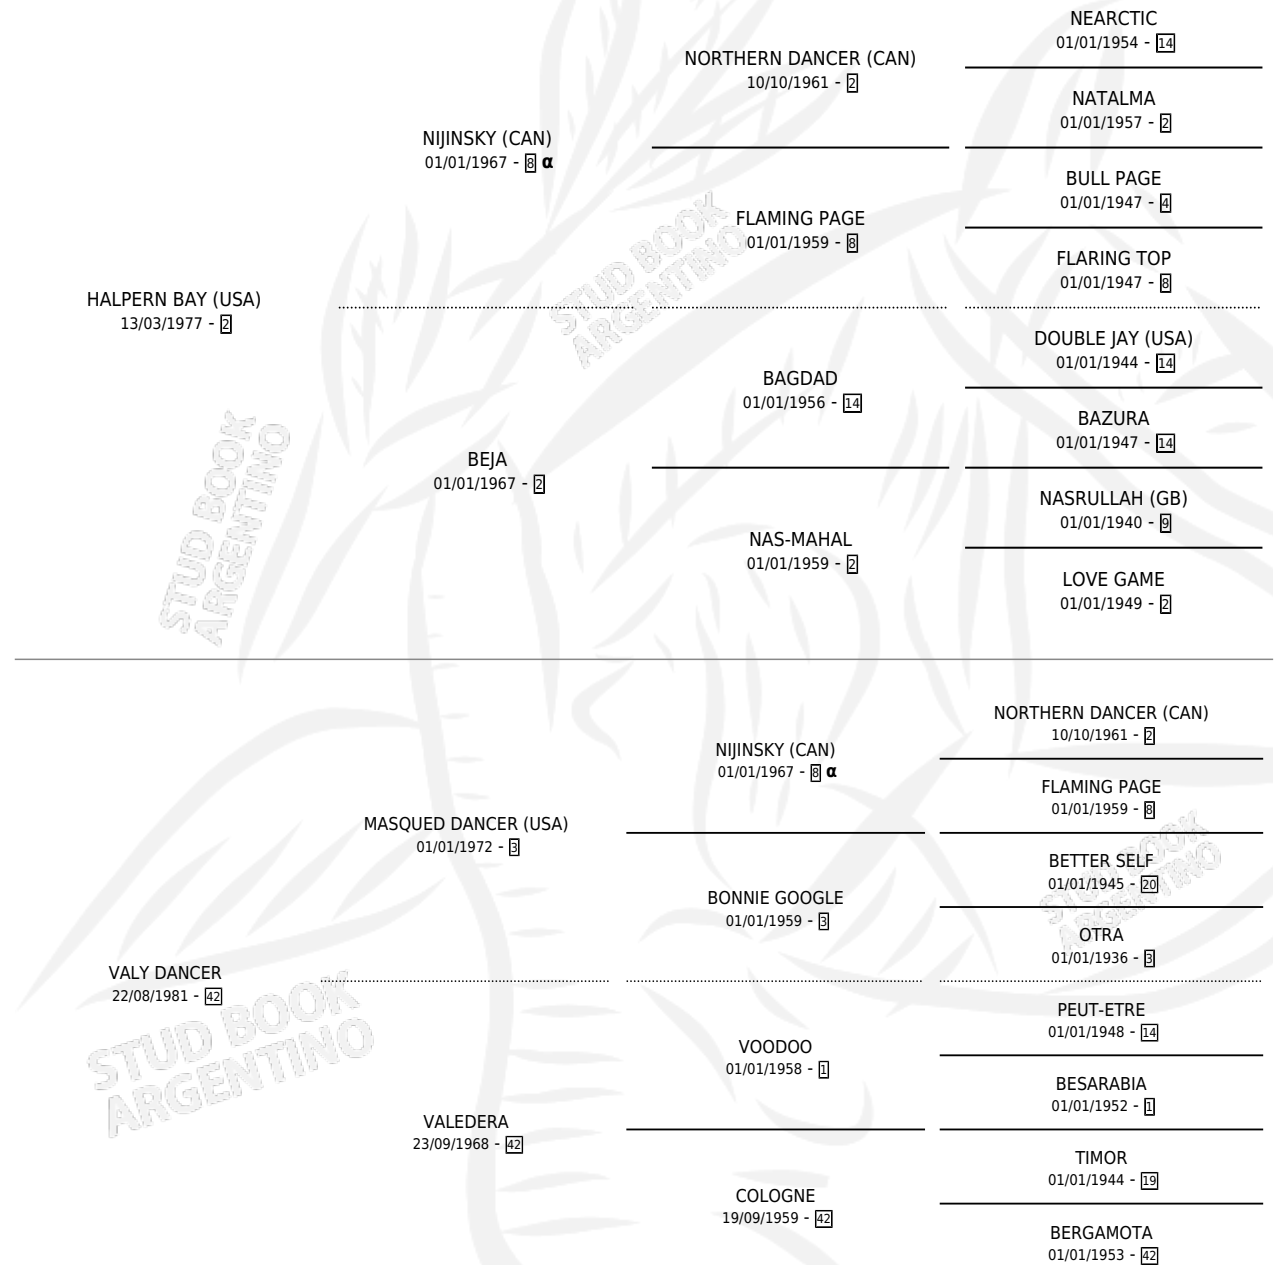 NEARCTIC
01/01/1954 - 14
NORTHERN DANCER (CAN)
10/10/1961 - 2
NATALMA
01/01/1957 - 2
NIJINSKY (CAN)
01/01/1967 - 8 α
BULL PAGE
01/01/1947 - 4
FLAMING PAGE
01/01/1959 - 8
FLARING TOP
01/01/1947 - 8
HALPERN BAY (USA)
13/03/1977 - 2
DOUBLE JAY (USA)
01/01/1944 - 14
BAGDAD
01/01/1956 - 14
BAZURA
01/01/1947 - 14
BEJA
01/01/1967 - 2
NASRULLAH (GB)
01/01/1940 - 9
NAS-MAHAL
01/01/1959 - 2
LOVE GAME
01/01/1949 - 2
NORTHERN DANCER (CAN)
10/10/1961 - 2
NIJINSKY (CAN)
01/01/1967 - 8 α
FLAMING PAGE
01/01/1959 - 8
MASQUED DANCER (USA)
01/01/1972 - 3
BETTER SELF
01/01/1945 - 20
BONNIE GOOGLE
01/01/1959 - 3
OTRA
01/01/1936 - 3
VALY DANCER
22/08/1981 - 42
PEUT-ETRE
01/01/1948 - 14
VOODOO
01/01/1958 - 1
BESARABIA
01/01/1952 - 1
VALEDERA
23/09/1968 - 42
TIMOR
01/01/1944 - 19
COLOGNE
19/09/1959 - 42
BERGAMOTA
01/01/1953 - 42
STUD BOOK
ARGENTINO
STUD BOOK
ARGENTINO
STUD BOOK
ARGENTINO
STUD BOOK
ARGENTINO